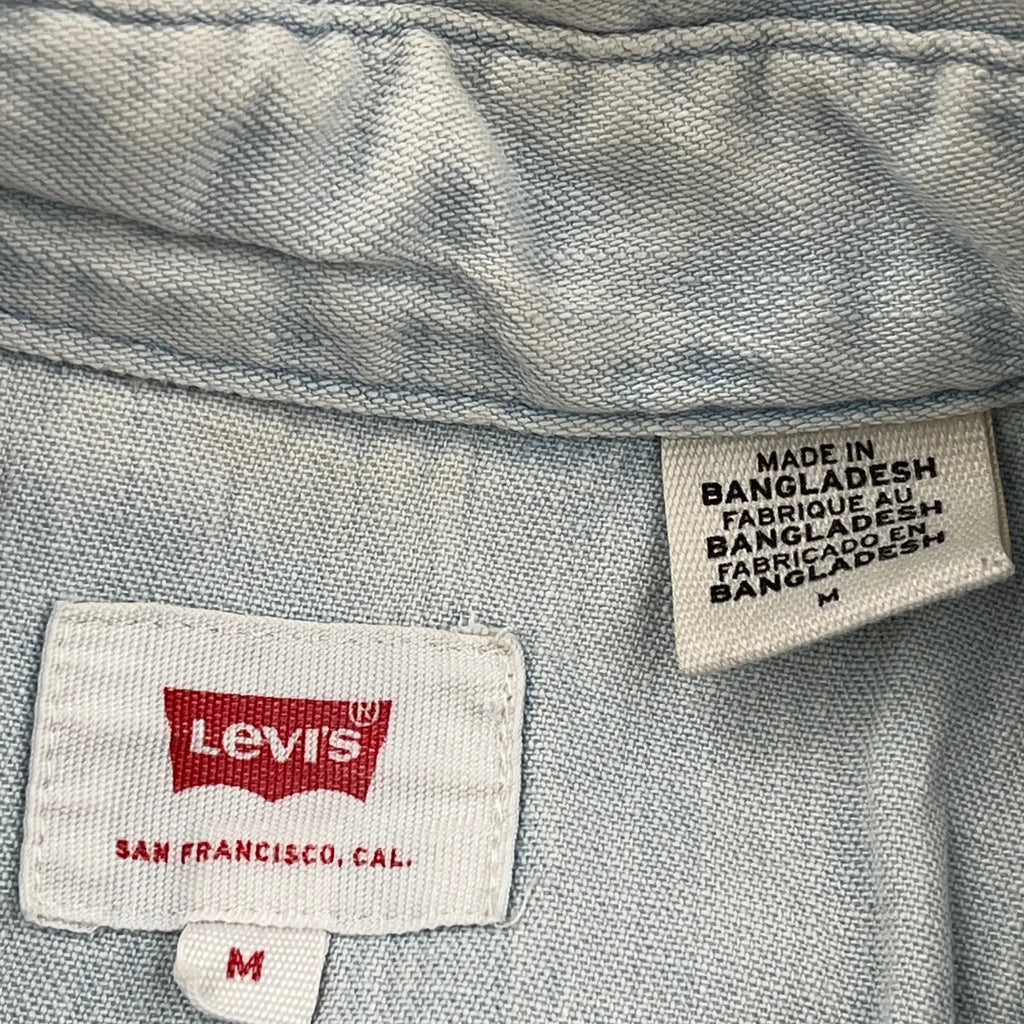 MADE IN
BANGLADESH
FABRIQUE AU
BANGLADESH
FABRICADO EN
BANGLADESH
M
LEVI'S®
SAN FRANCISCO, CAL.
M